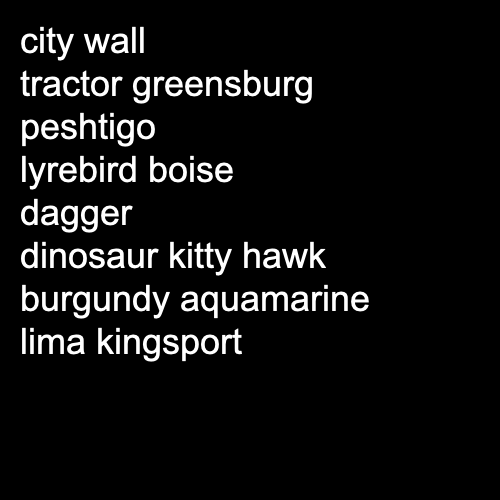 city wall
tractor greensburg
peshtigo
lyrebird boise
dagger
dinosaur kitty hawk
burgundy aquamarine
lima kingsport